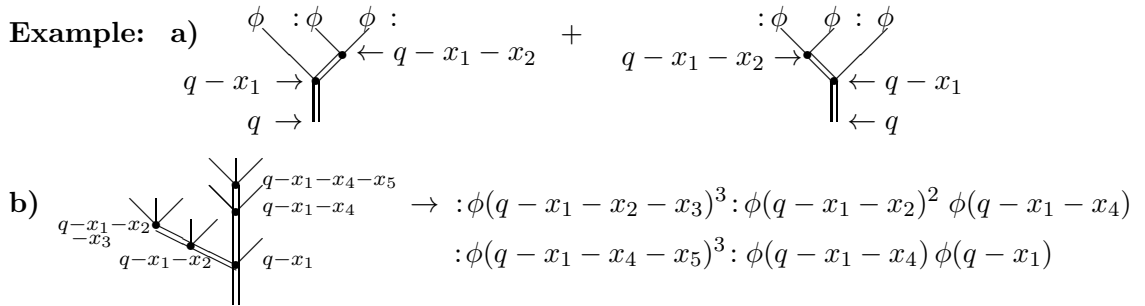 ϕ : ϕ ϕ : : ϕ ϕ : ϕ
Example: a) +
← q − x₁ − x₂ q − x₁ − x₂ →
q − x₁ → ← q − x₁
q → ← q
q−x₁−x₄−x₅
b) q−x₁−x₂ −x₃ q−x₁−x₄ → :ϕ(q − x₁ − x₂ − x₃)³: ϕ(q − x₁ − x₂)² ϕ(q − x₁ − x₄)
q−x₁−x₂ q−x₁ :ϕ(q − x₁ − x₄ − x₅)³: ϕ(q − x₁ − x₄) ϕ(q − x₁)